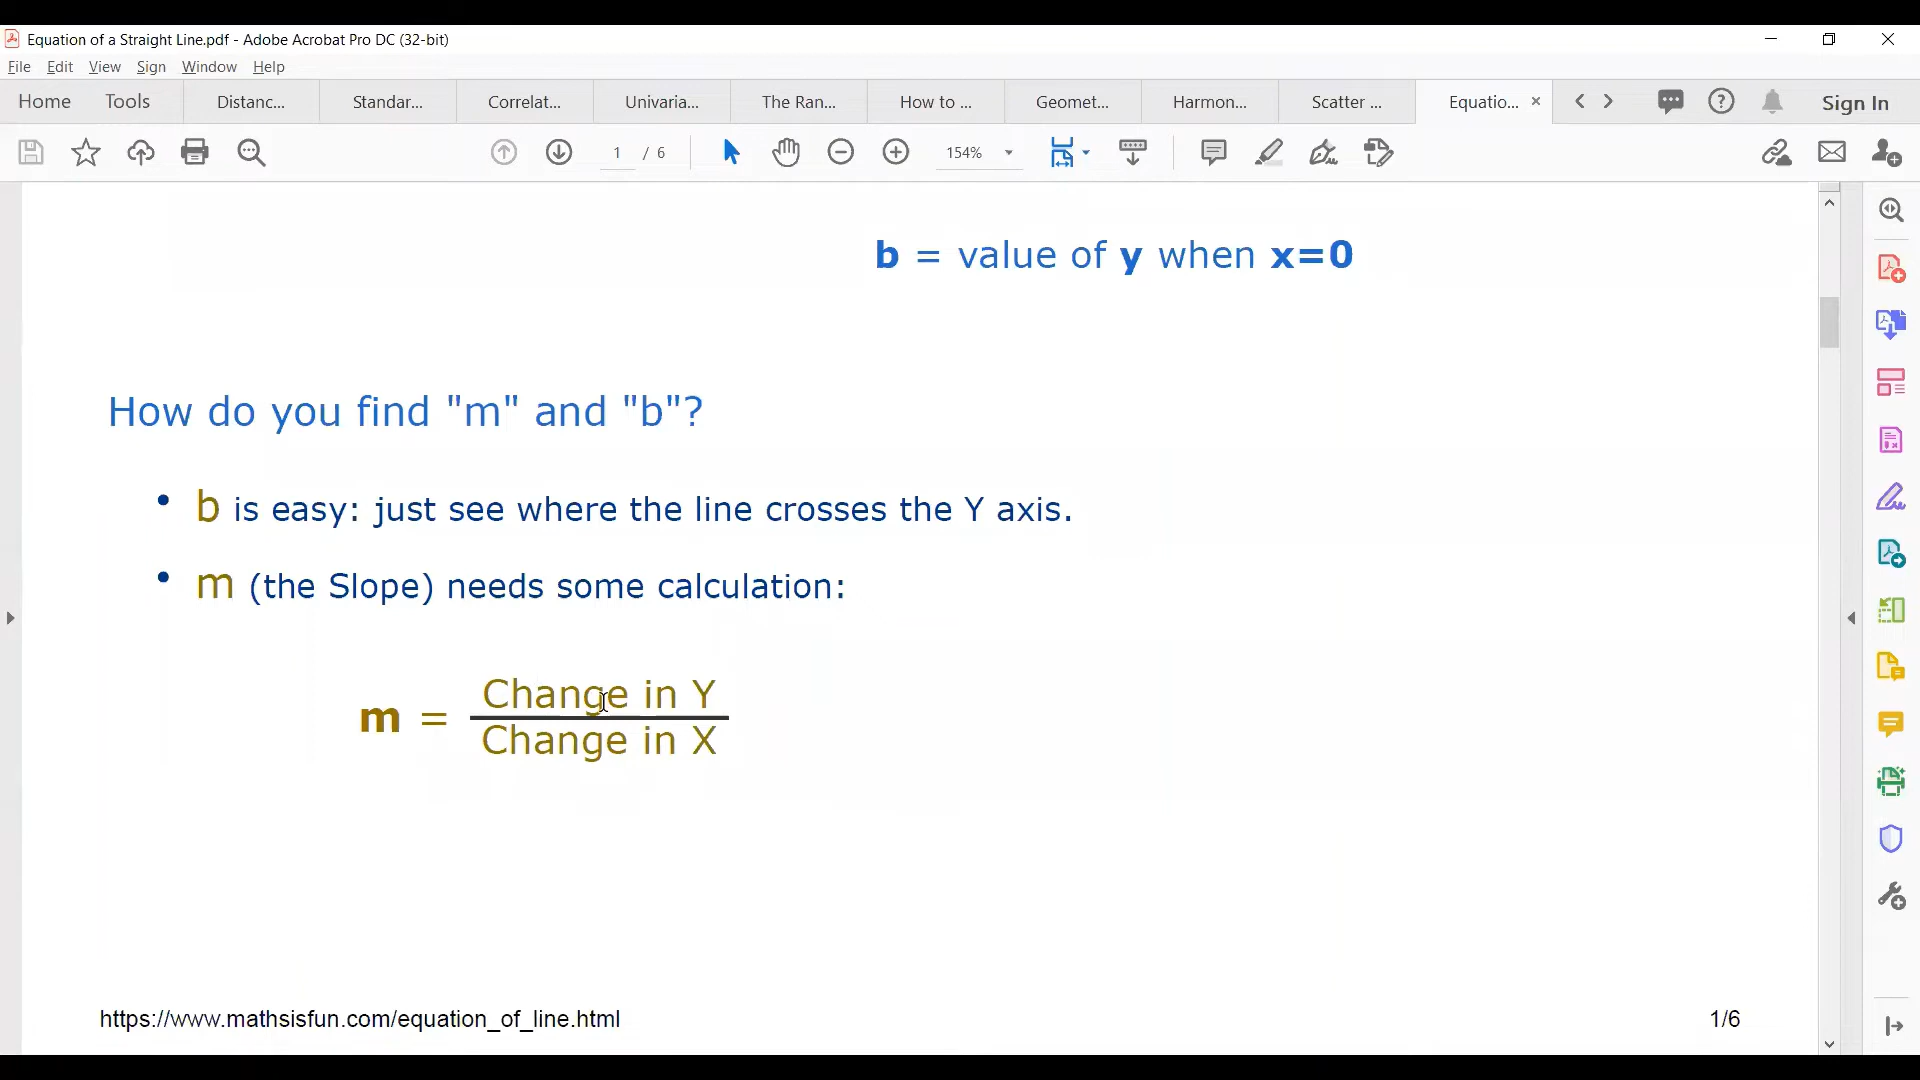 Equation of a Straight Line.pdf - Adobe Acrobat Pro DC (32-bit)
File Edit View Sign Window Help
Home Tools Distanc... Standar... Correlat... Univaria... The Ran... How to ... Geomet... Harmon... Scatter ... Equatio... Sign In
1 / 6 154%
b = value of y when x=0
How do you find "m" and "b"?
• b is easy: just see where the line crosses the Y axis.
• m (the Slope) needs some calculation:
m = Change in Y
Change in X
https://www.mathsisfun.com/equation_of_line.html 1/6